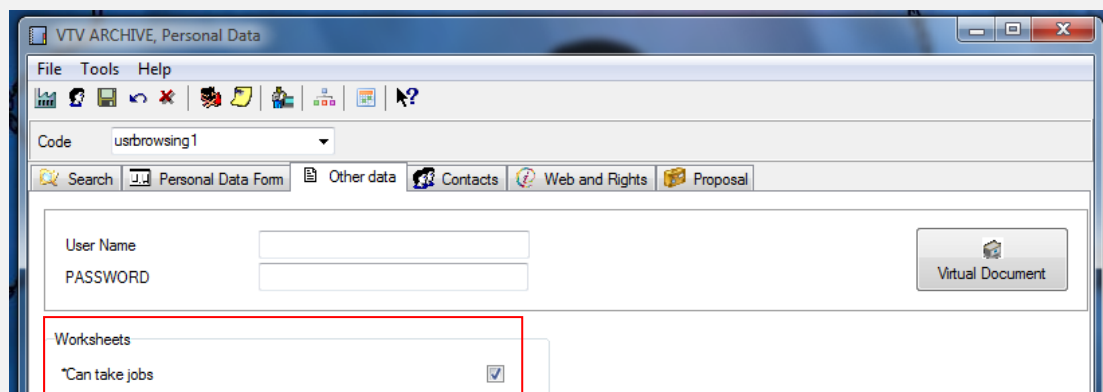 VTV ARCHIVE, Personal Data
File Tools Help
Code usrbrowsing1
Search Personal Data Form Other data Contacts Web and Rights Proposal
User Name
PASSWORD
Virtual Document
Worksheets
*Can take jobs